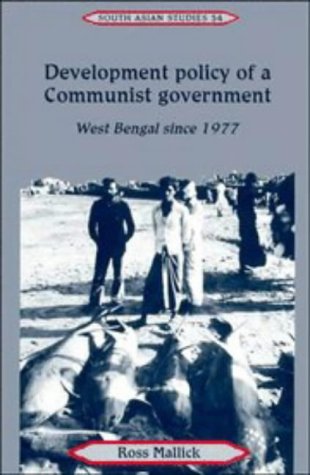 SOUTH ASIAN STUDIES 54
Development policy of a
Communist government
West Bengal since 1977
Ross Mallick